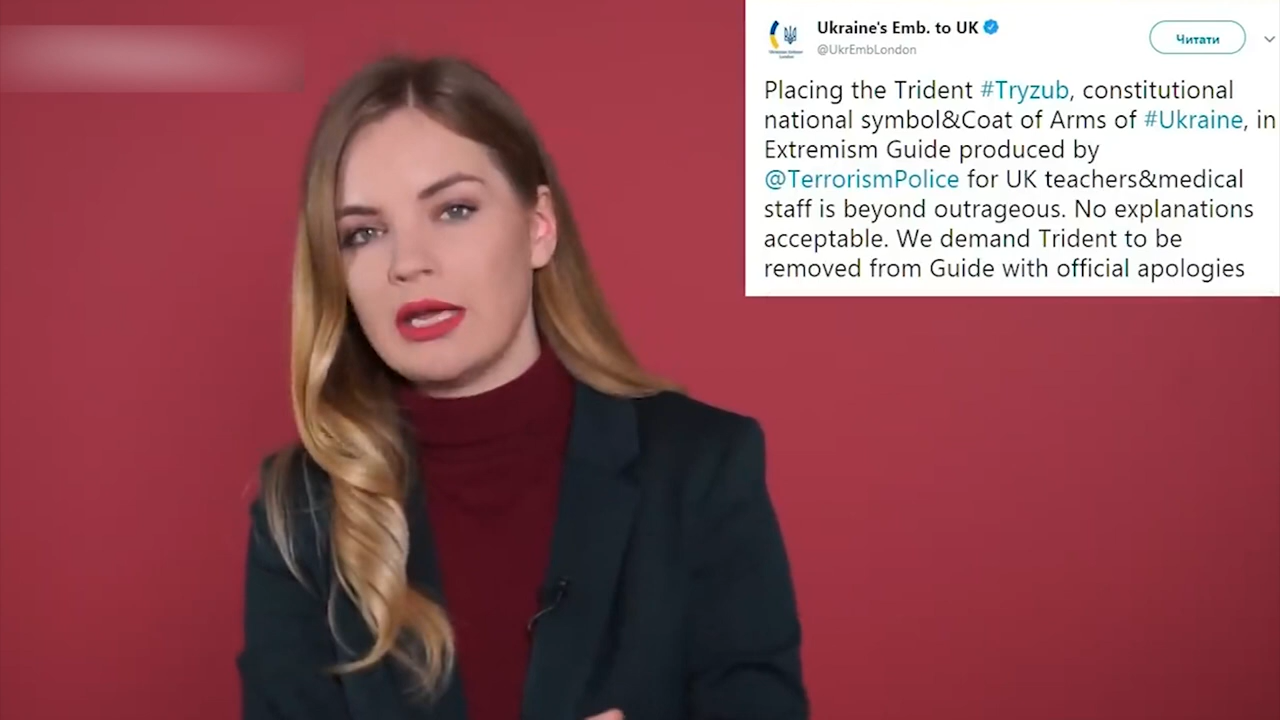 Ukraine's Emb. to UK
@UkrEmbLondon
Читати
Placing the Trident #Tryzub, constitutional
national symbol&Coat of Arms of #Ukraine, in
Extremism Guide produced by
@TerrorismPolice for UK teachers&medical
staff is beyond outrageous. No explanations
acceptable. We demand Trident to be
removed from Guide with official apologies